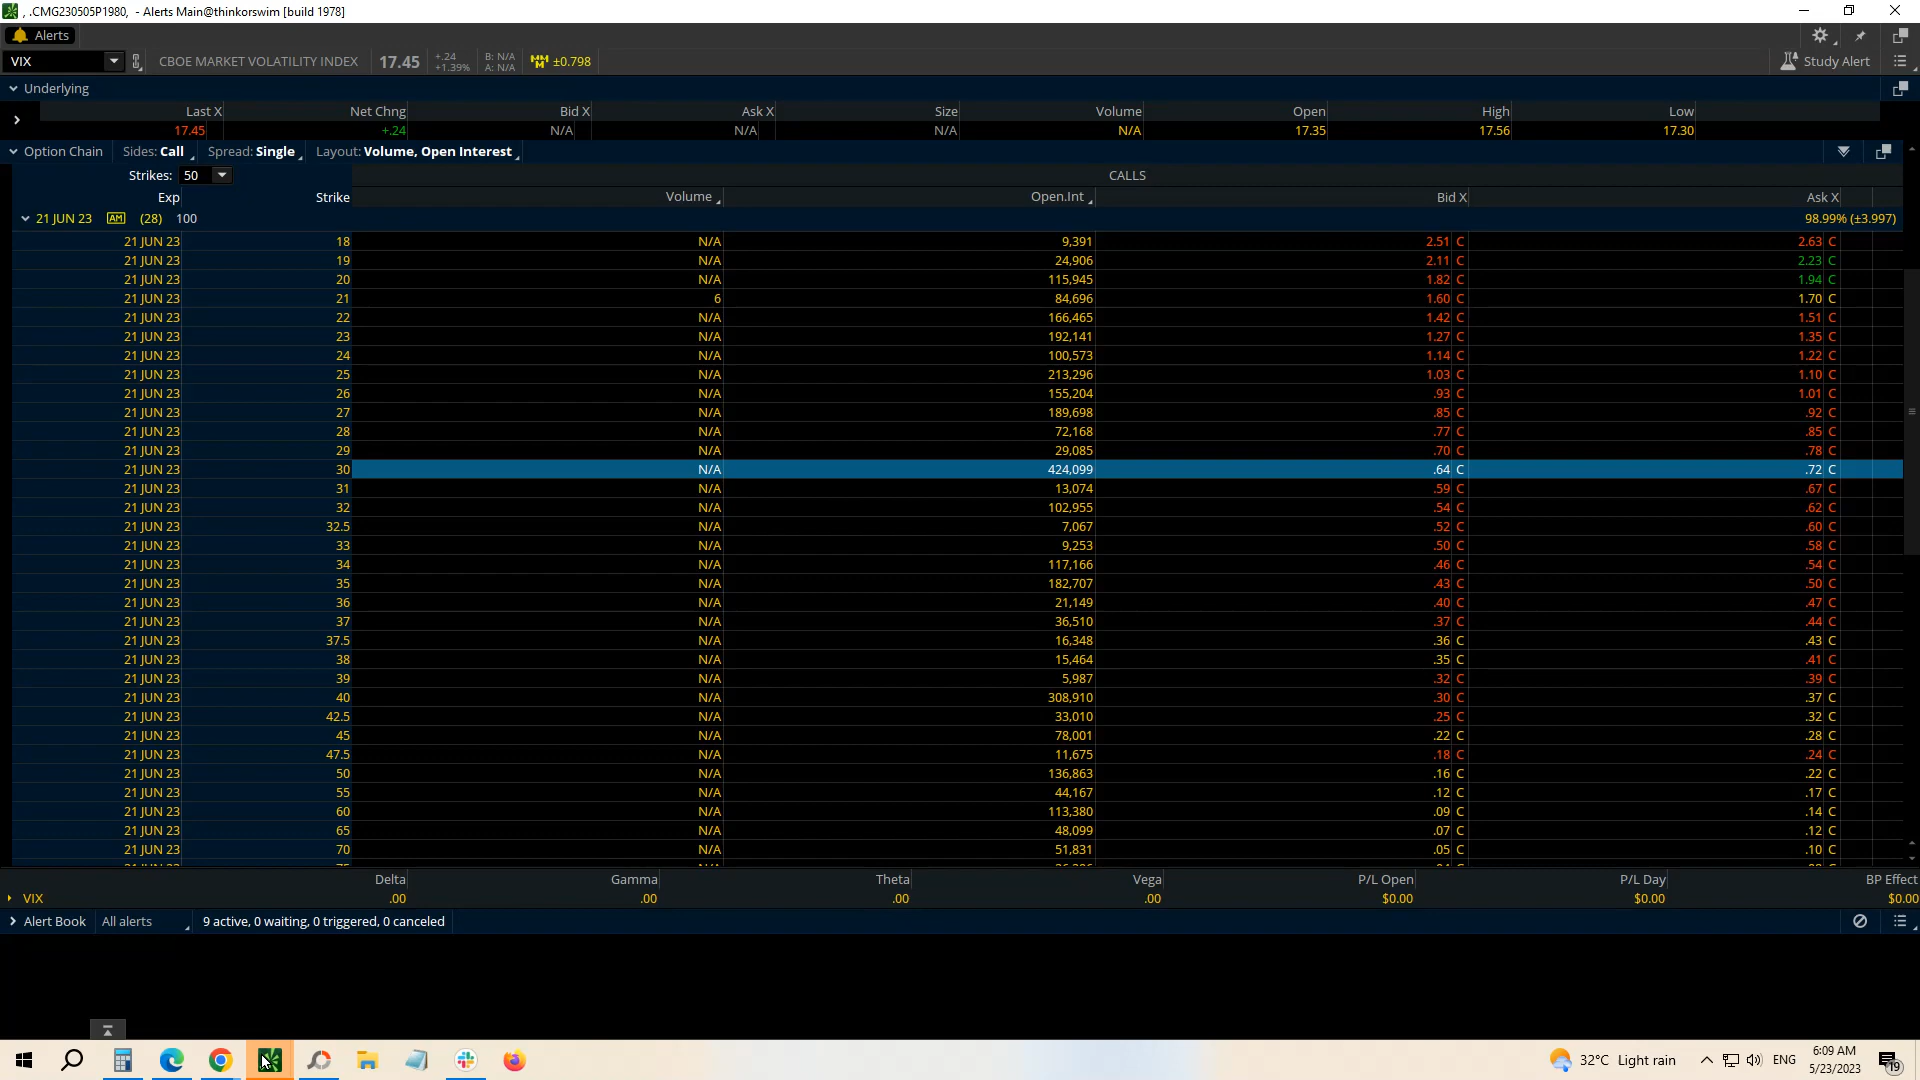 , .CMG230505P1980, - Alerts Main@thinkorswim [build 1978]
Alerts
VIX CBOE MARKET VOLATILITY INDEX 17.45 +.24 +1.39% B: N/A A: N/A ±0.798 Study Alert
Underlying
Last X Net Chng Bid X Ask X Size Volume Open High Low
17.45 +.24 N/A N/A N/A N/A 17.35 17.56 17.30
Option Chain Sides: Call Spread: Single Layout: Volume, Open Interest
Strikes: 50 CALLS
Exp Strike Volume Open.Int Bid X Ask X
21 JUN 23 AM (28) 100 98.99% (±3.997)
21 JUN 23 18 N/A 9,391 2.51 C 2.63 C
21 JUN 23 19 N/A 24,906 2.11 C 2.23 C
21 JUN 23 20 N/A 115,945 1.82 C 1.94 C
21 JUN 23 21 6 84,696 1.60 C 1.70 C
21 JUN 23 22 N/A 166,465 1.42 C 1.51 C
21 JUN 23 23 N/A 192,141 1.27 C 1.35 C
21 JUN 23 24 N/A 100,573 1.14 C 1.22 C
21 JUN 23 25 N/A 213,296 1.03 C 1.10 C
21 JUN 23 26 N/A 155,204 .93 C 1.01 C
21 JUN 23 27 N/A 189,698 .85 C .92 C
21 JUN 23 28 N/A 72,168 .77 C .85 C
21 JUN 23 29 N/A 29,085 .70 C .78 C
21 JUN 23 30 N/A 424,099 .64 C .72 C
21 JUN 23 31 N/A 13,074 .59 C .67 C
21 JUN 23 32 N/A 102,955 .54 C .62 C
21 JUN 23 32.5 N/A 7,067 .52 C .60 C
21 JUN 23 33 N/A 9,253 .50 C .58 C
21 JUN 23 34 N/A 117,166 .46 C .54 C
21 JUN 23 35 N/A 182,707 .43 C .50 C
21 JUN 23 36 N/A 21,149 .40 C .47 C
21 JUN 23 37 N/A 36,510 .37 C .44 C
21 JUN 23 37.5 N/A 16,348 .36 C .43 C
21 JUN 23 38 N/A 15,464 .35 C .41 C
21 JUN 23 39 N/A 5,987 .32 C .39 C
21 JUN 23 40 N/A 308,910 .30 C .37 C
21 JUN 23 42.5 N/A 33,010 .25 C .32 C
21 JUN 23 45 N/A 78,001 .22 C .28 C
21 JUN 23 47.5 N/A 11,675 .18 C .24 C
21 JUN 23 50 N/A 136,863 .16 C .22 C
21 JUN 23 55 N/A 44,167 .12 C .17 C
21 JUN 23 60 N/A 113,380 .09 C .14 C
21 JUN 23 65 N/A 48,099 .07 C .12 C
21 JUN 23 70 N/A 51,831 .05 C .10 C
Delta Gamma Theta Vega P/L Open P/L Day BP Effect
VIX .00 .00 .00 .00 $0.00 $0.00 $0.00
Alert Book All alerts 9 active, 0 waiting, 0 triggered, 0 canceled
32°C Light rain ENG 6:09 AM
5/23/2023 19